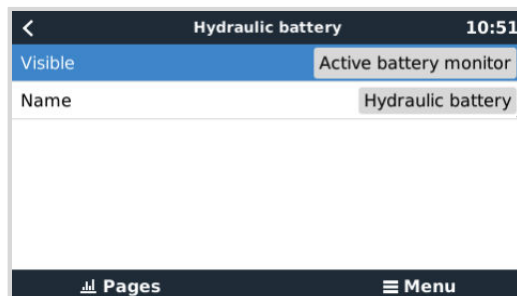 Hydraulic battery 10:51
Visible Active battery monitor
Name Hydraulic battery
Pages Menu